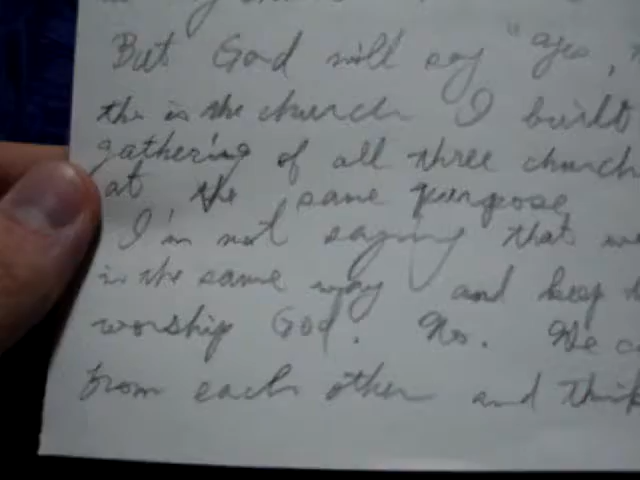 But God will say "Yes,
the is the church I built
gathering of all three church
at the same purpose
I'm not saying that we
in the same way and keep
worship God. No. We
from each other and think